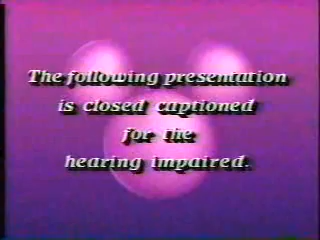 The following presentation
is closed captioned
for the
hearing impaired.